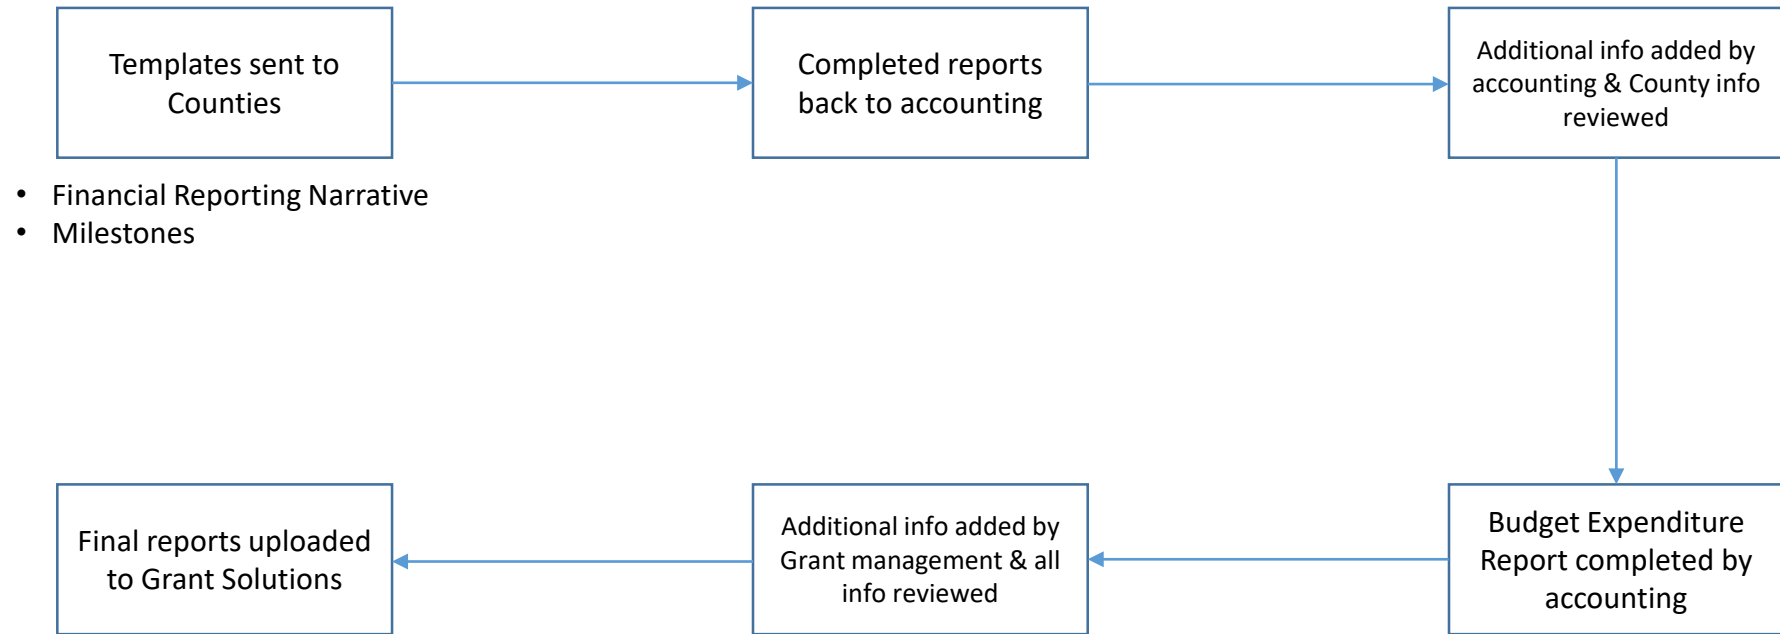 Templates sent to
Counties
Completed reports
back to accounting
Additional info added by
accounting & County info
reviewed
• Financial Reporting Narrative
• Milestones
Final reports uploaded
to Grant Solutions
Additional info added by
Grant management & all
info reviewed
Budget Expenditure
Report completed by
accounting